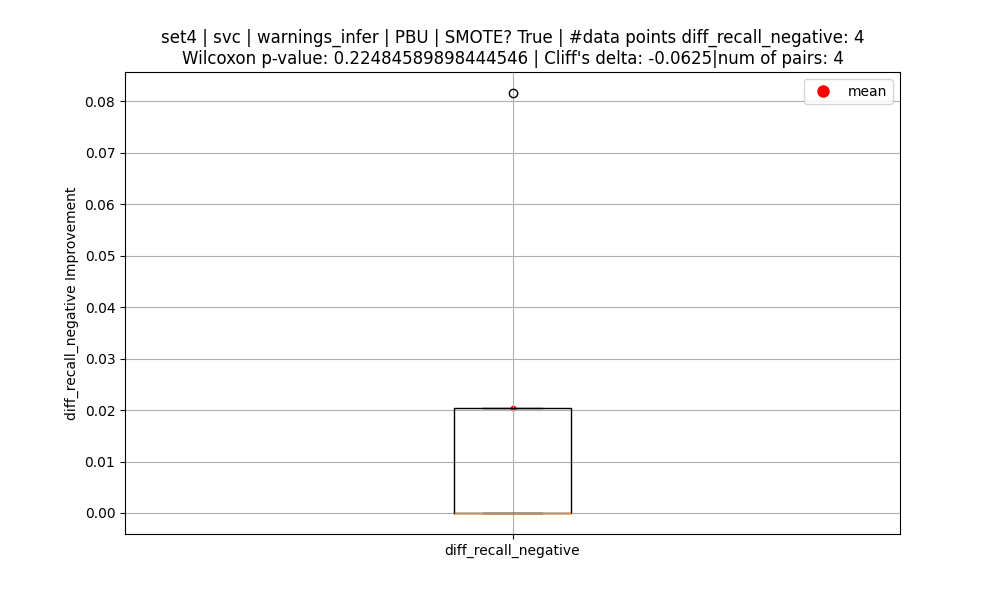 set4 | svc | warnings_infer | PBU | SMOTE? True | #data points diff_recall_negative: 4
Wilcoxon p-value: 0.22484589898444546 | Cliff's delta: -0.0625|num of pairs: 4
mean
diff_recall_negative Improvement
0.08
0.07
0.06
0.05
0.04
0.03
0.02
0.01
0.00
diff_recall_negative